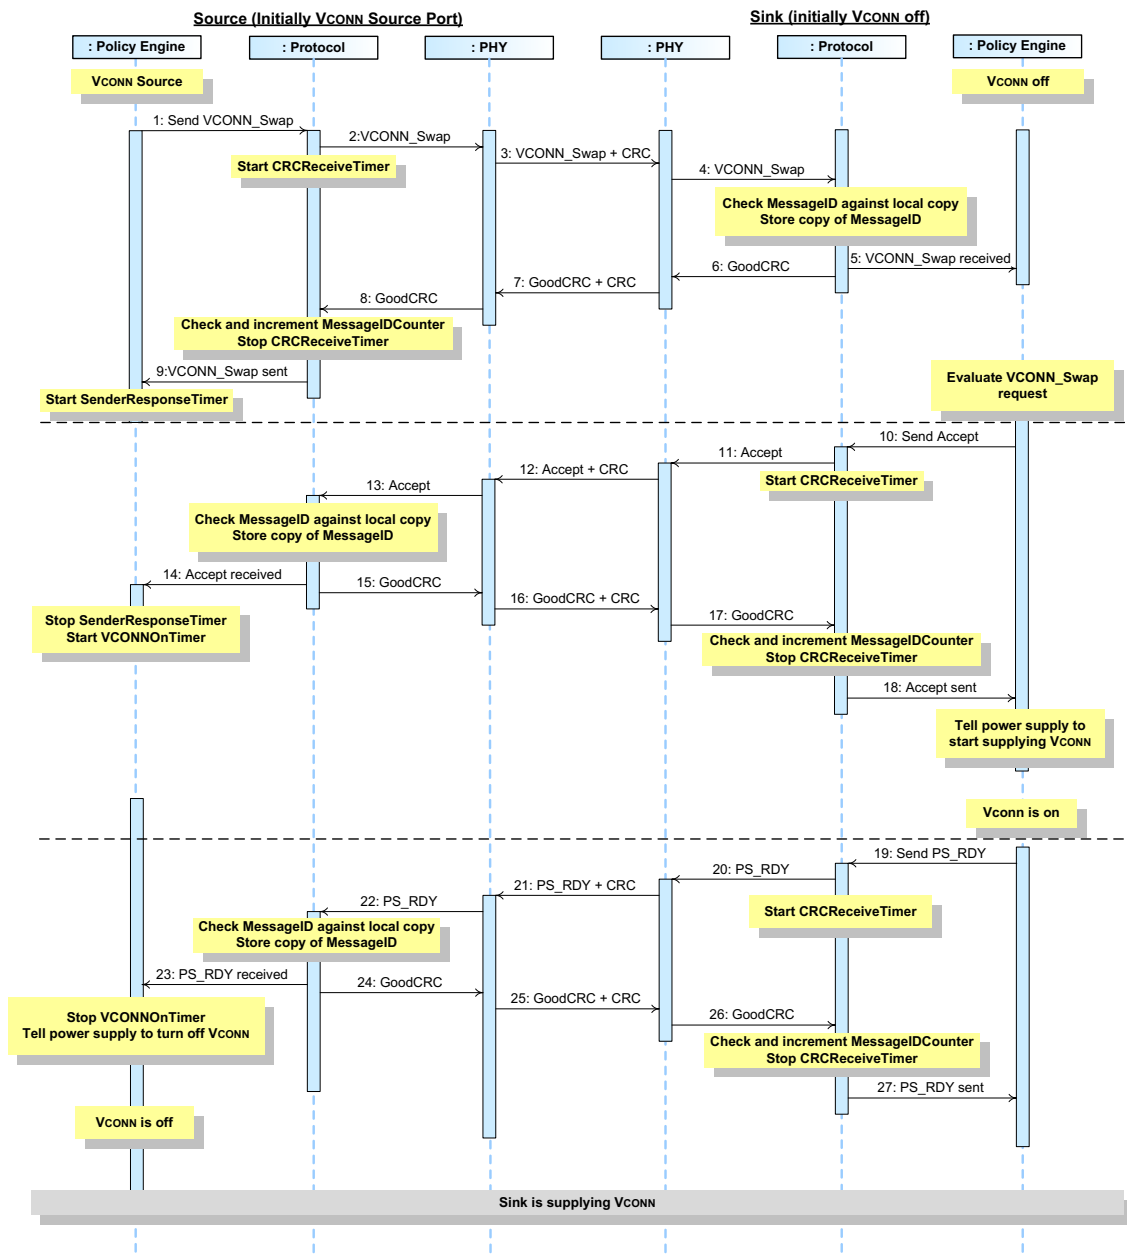 Source (Initially VCONN Source Port)
Sink (initially VCONN off)
: Policy Engine
: Protocol
: PHY
: PHY
: Protocol
: Policy Engine
VCONN Source
VCONN off
1: Send VCONN_Swap
2:VCONN_Swap
3: VCONN_Swap + CRC
Start CRCReceiveTimer
4: VCONN_Swap
Check MessageID against local copy
Store copy of MessageID
5: VCONN_Swap received
6: GoodCRC
7: GoodCRC + CRC
8: GoodCRC
Check and increment MessageIDCounter
Stop CRCReceiveTimer
9:VCONN_Swap sent
Evaluate VCONN_Swap
request
Start SenderResponseTimer
10: Send Accept
11: Accept
12: Accept + CRC
Start CRCReceiveTimer
13: Accept
Check MessageID against local copy
Store copy of MessageID
14: Accept received
15: GoodCRC
16: GoodCRC + CRC
Stop SenderResponseTimer
Start VCONNOnTimer
17: GoodCRC
Check and increment MessageIDCounter
Stop CRCReceiveTimer
18: Accept sent
Tell power supply to
start supplying VCONN
Vconn is on
19: Send PS_RDY
20: PS_RDY
21: PS_RDY + CRC
22: PS_RDY
Start CRCReceiveTimer
Check MessageID against local copy
Store copy of MessageID
23: PS_RDY received
24: GoodCRC
25: GoodCRC + CRC
Stop VCONNOnTimer
Tell power supply to turn off VCONN
26: GoodCRC
Check and increment MessageIDCounter
Stop CRCReceiveTimer
27: PS_RDY sent
VCONN is off
Sink is supplying VCONN